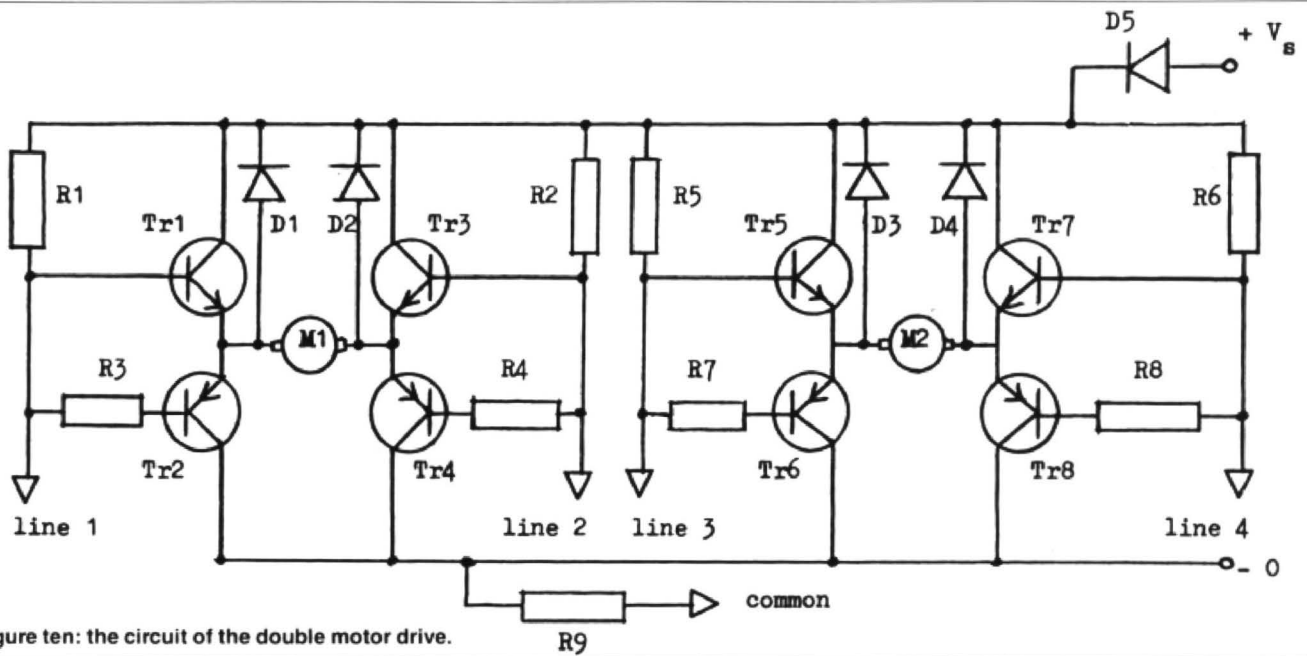 D5
+ Vs
R1
Tr1
D1
D2
Tr3
R2
R5
Tr5
D3
D4
Tr7
R6
M1
M2
R3
R4
R7
R8
Tr2
Tr4
Tr6
Tr8
line 1
line 2
line 3
line 4
- 0
common
R9
gure ten: the circuit of the double motor drive.